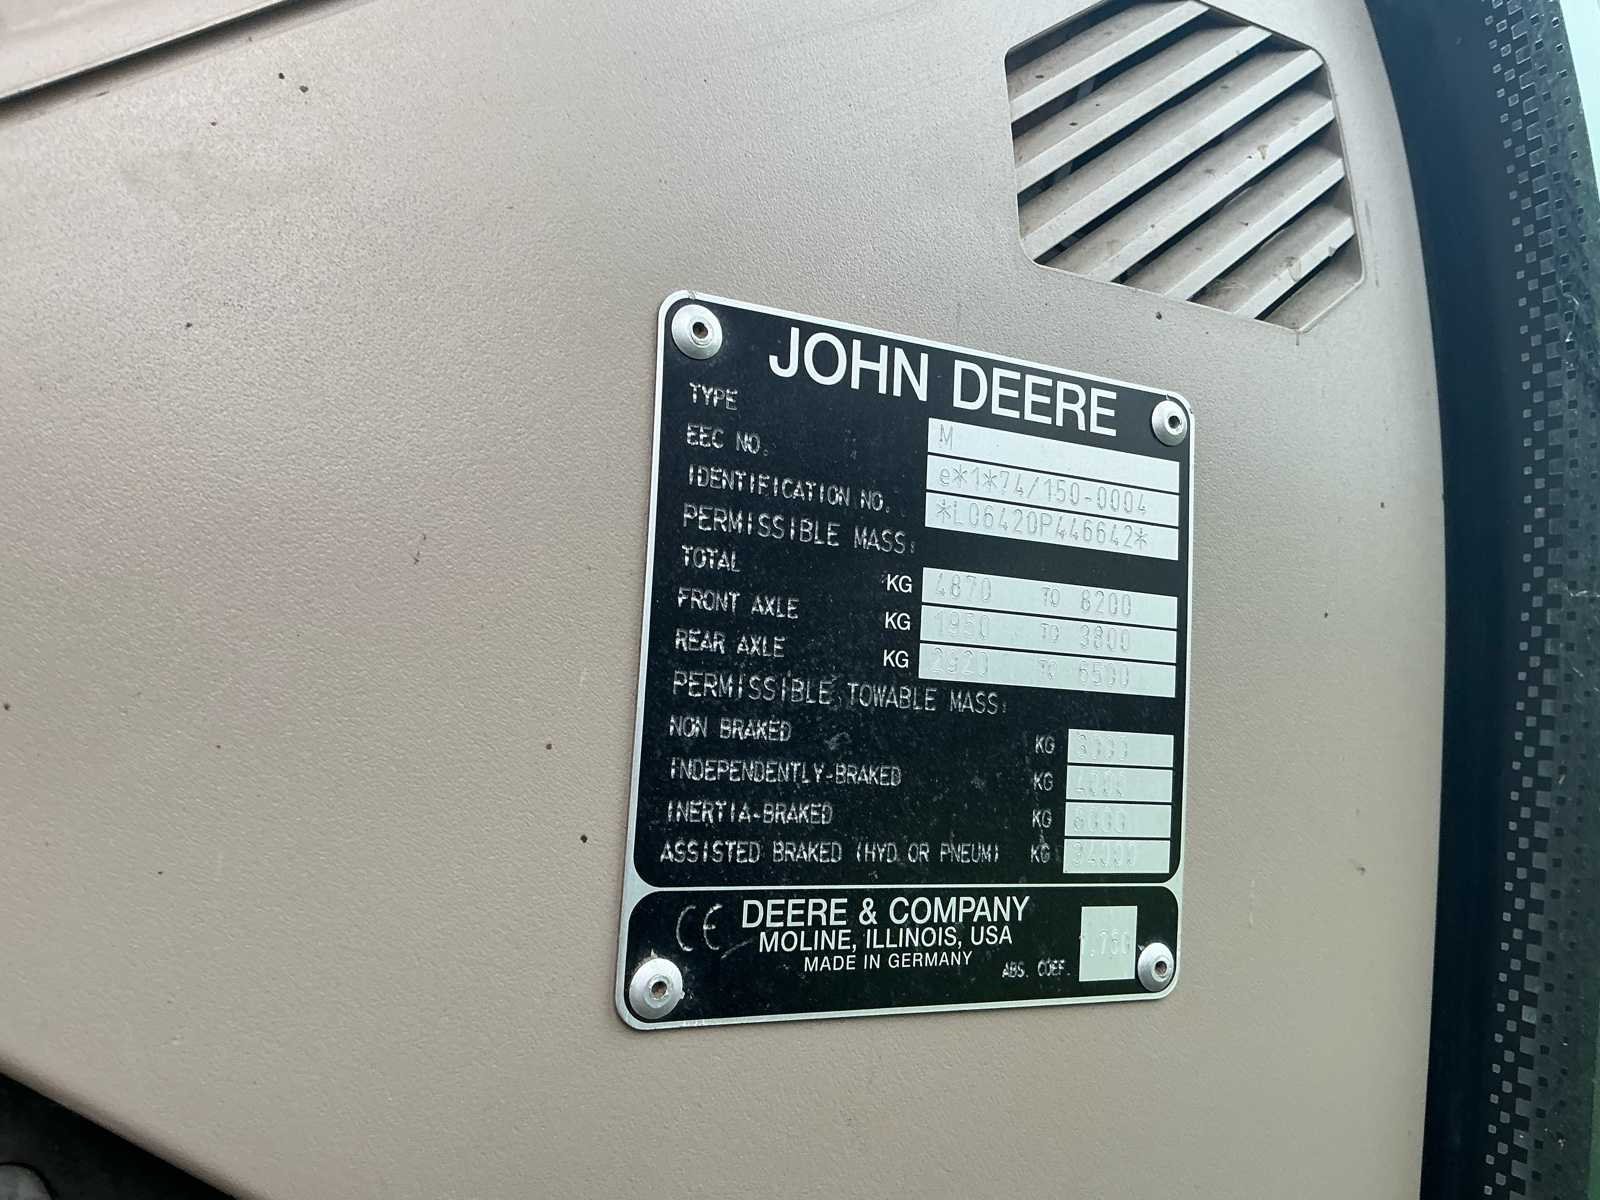 JOHN DEERE
TYPE M
EEC NO. e*1*74/150-0004
IDENTIFICATION NO. *L06420P446642*
PERMISSIBLE MASS:
TOTAL KG 4870 TO 8200
FRONT AXLE KG 1950 TO 3800
REAR AXLE KG 2920 TO 6500
PERMISSIBLE TOWABLE MASS:
NON BRAKED KG
INDEPENDENTLY-BRAKED KG
INERTIA-BRAKED KG
ASSISTED BRAKED (HYD OR PNEUM) KG
CE DEERE & COMPANY
MOLINE, ILLINOIS, USA
MADE IN GERMANY
ABS. COEF.